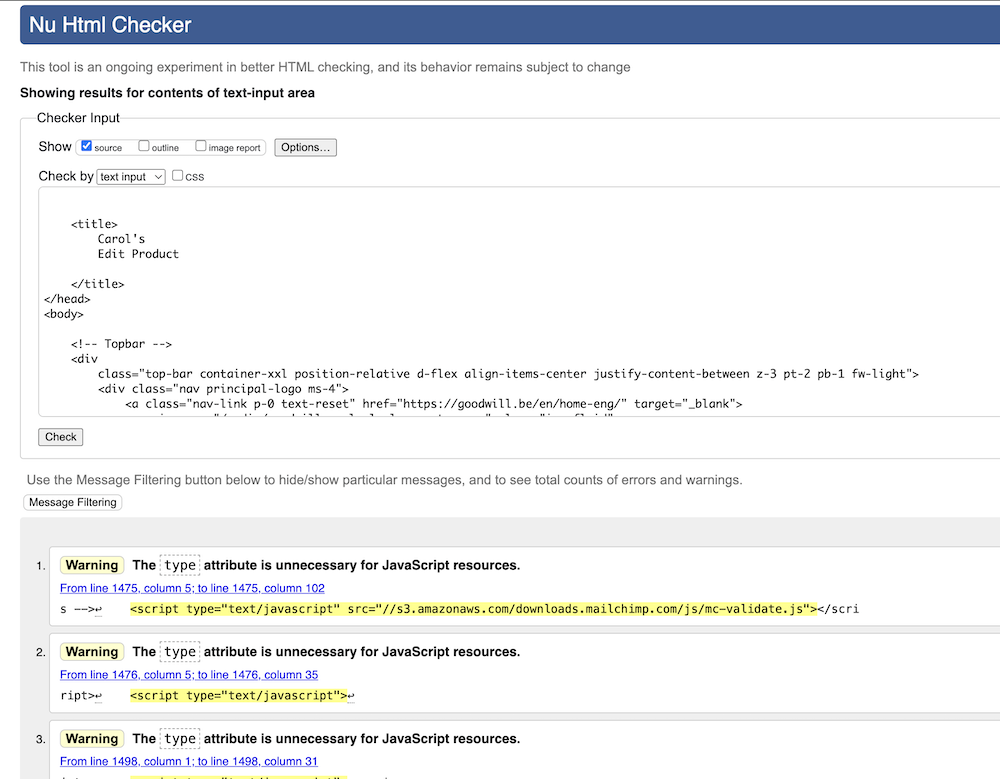 Nu Html Checker
This tool is an ongoing experiment in better HTML checking, and its behavior remains subject to change
Showing results for contents of text-input area
Checker Input
Show source outline image report Options...
Check by text input css
<title>
Carol's
Edit Product
</title>
</head>
<body>
<!-- Topbar -->
<div
class="top-bar container-xxl position-relative d-flex align-items-center justify-content-between z-3 pt-2 pb-1 fw-light">
<div class="nav principal-logo ms-4">
<a class="nav-link p-0 text-reset" href="https://goodwill.be/en/home-eng/" target="_blank">
Check
Use the Message Filtering button below to hide/show particular messages, and to see total counts of errors and warnings.
Message Filtering
1. Warning The type attribute is unnecessary for JavaScript resources.
From line 1475, column 5; to line 1475, column 102
s -->↩ <script type="text/javascript" src="//s3.amazonaws.com/downloads.mailchimp.com/js/mc-validate.js"></scri
2. Warning The type attribute is unnecessary for JavaScript resources.
From line 1476, column 5; to line 1476, column 35
ript>↩ <script type="text/javascript">↩
3. Warning The type attribute is unnecessary for JavaScript resources.
From line 1498, column 1; to line 1498, column 31